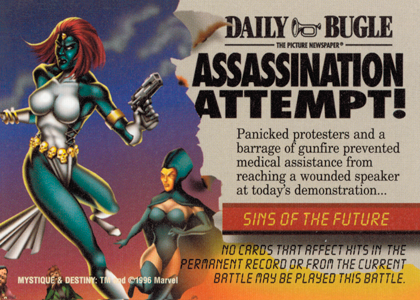 DAILY BUGLE
THE PICTURE NEWSPAPER®
ASSASSINATION
ATTEMPT!
Panicked protesters and a
barrage of gunfire prevented
medical assistance from
reaching a wounded speaker
at today's demonstration...
SINS OF THE FUTURE
NO CARDS THAT AFFECT HITS IN THE
PERMANENT RECORD OR FROM THE CURRENT
BATTLE MAY BE PLAYED THIS BATTLE.
MYSTIQUE & DESTINY: TM and ©1996 Marvel